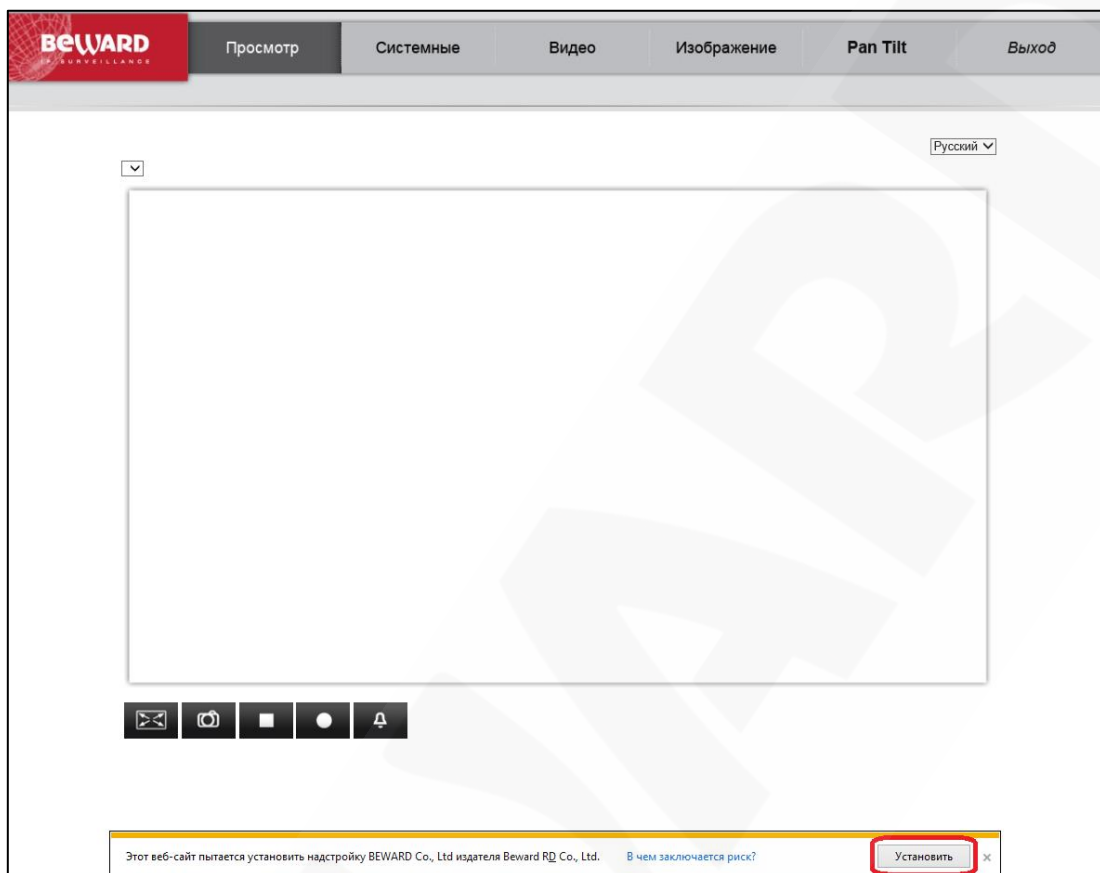 BEWARD Просмотр Системные Видео Изображение Pan Tilt Выход
IP SURVEILLANCE
Русский
Этот веб-сайт пытается установить надстройку BEWARD Co., Ltd издателя Beward RD Co., Ltd. В чем заключается риск? Установить